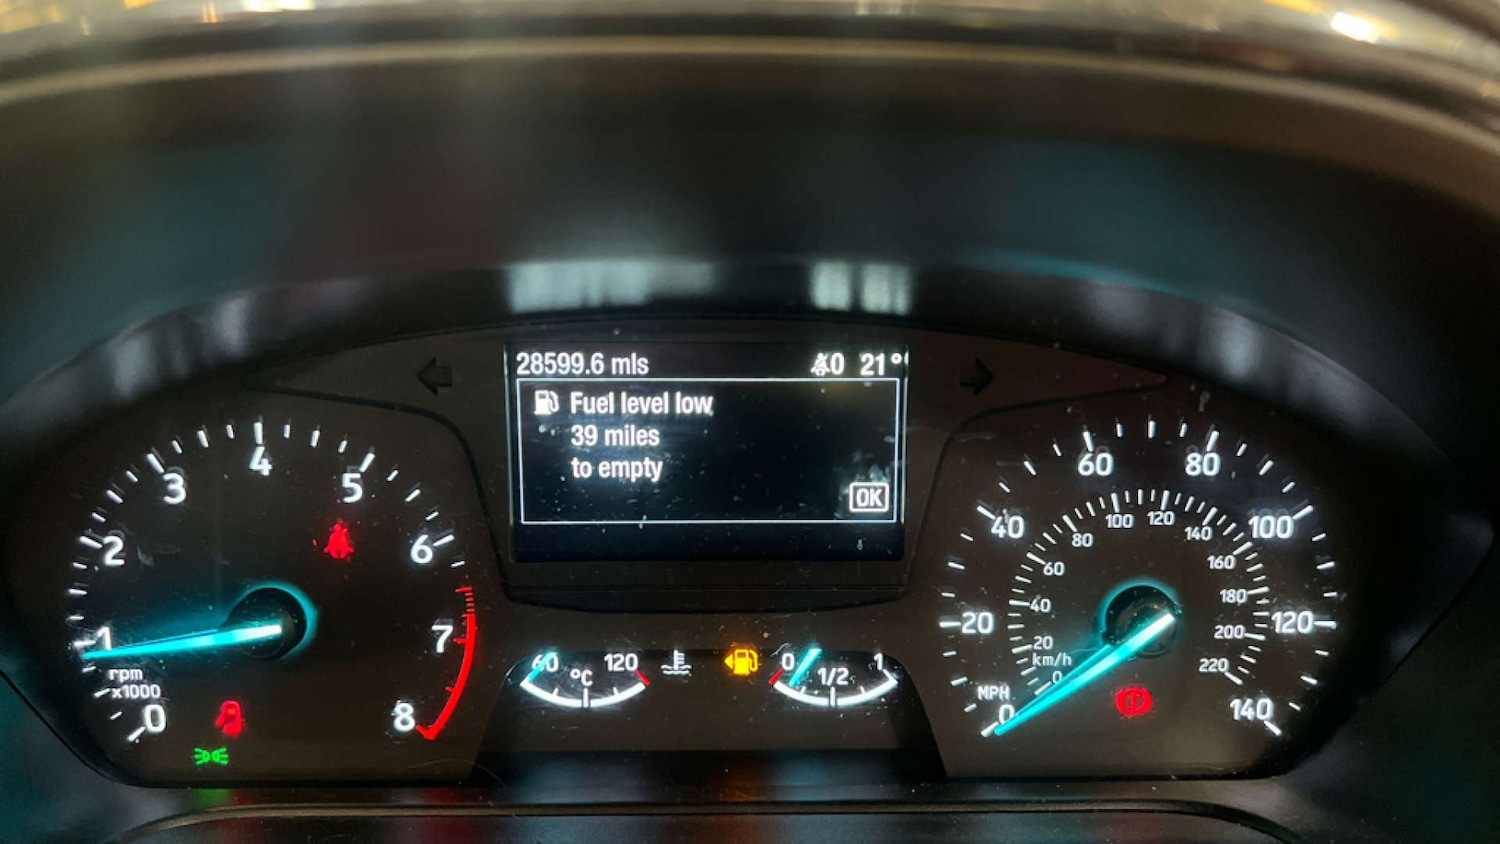 28599.6 mls 0 21°
Fuel level low
39 miles
to empty
OK
0 1 2 3 4 5 6 7 8
rpm
x1000
60 °C 120
0 1/2 1
0 20 40 60 80 100 120 140
MPH
km/h
0 20 40 60 80 100 120 140 160 180 200 220